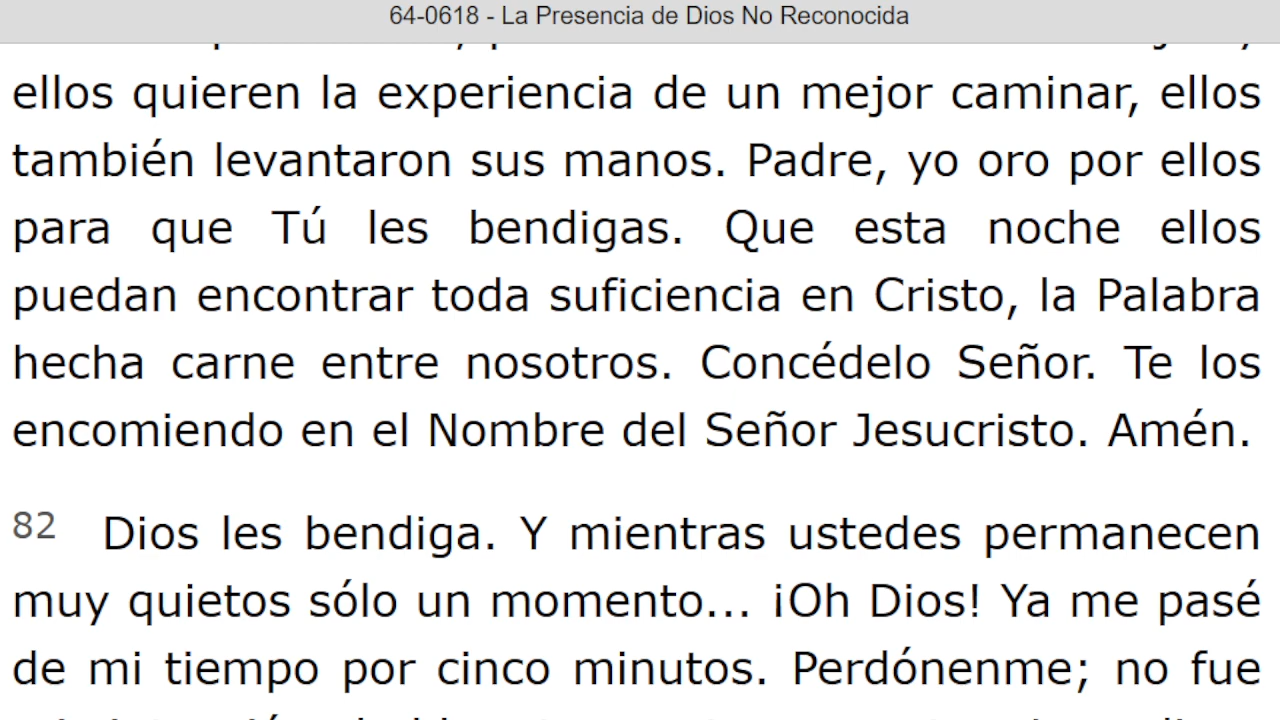 64-0618 - La Presencia de Dios No Reconocida
ellos quieren la experiencia de un mejor caminar, ellos
también levantaron sus manos. Padre, yo oro por ellos
para que Tú les bendigas. Que esta noche ellos
puedan encontrar toda suficiencia en Cristo, la Palabra
hecha carne entre nosotros. Concédelo Señor. Te los
encomiendo en el Nombre del Señor Jesucristo. Amén.
82 Dios les bendiga. Y mientras ustedes permanecen
muy quietos sólo un momento... ¡Oh Dios! Ya me pasé
de mi tiempo por cinco minutos. Perdónenme; no fue